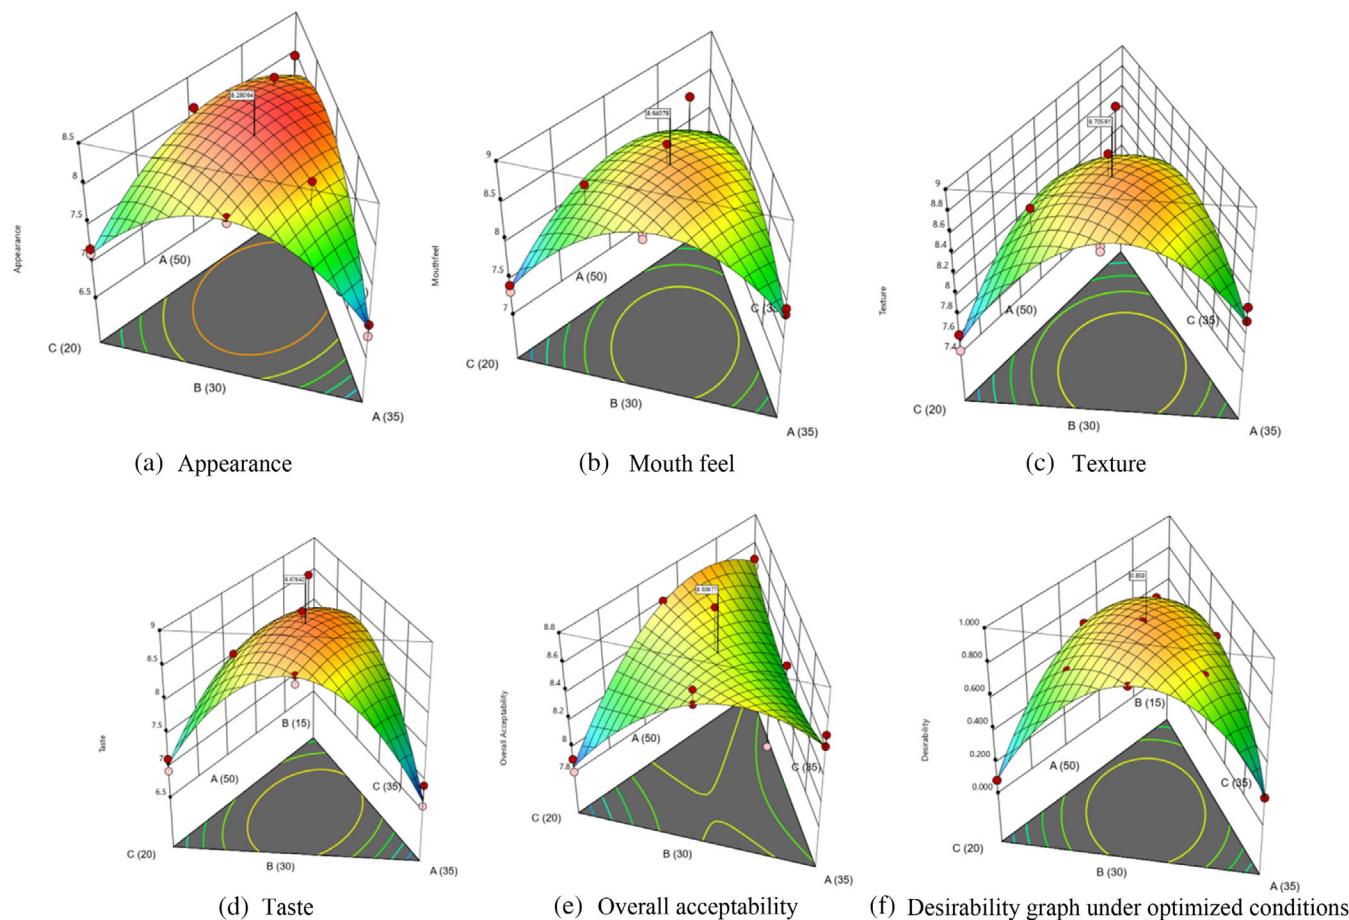 8.28064
8.5
8
7.5
7
6.5
Appearance
A (50)
C (20)
B (30)
A (35)
(a) Appearance
8.64078
9
8.5
8
7.5
7
Mouthfeel
A (50)
C (35
C (20)
B (30)
A (35)
(b) Mouth feel
8.70591
9
8.8
8.6
8.4
8.2
8
7.8
7.6
7.4
Texture
A (50)
C (35)
C (20)
B (30)
A (35)
(c) Texture
9
8.5
8
7.5
7
6.5
Taste
B (15)
A (50)
C (35)
C (20)
B (30)
A (35)
(d) Taste
8.8
8.6
8.4
8.2
8
7.8
Overall Acceptability
A (50)
C (35)
C (20)
B (30)
A (35)
(e) Overall acceptability
0.859
1.000
0.800
0.600
0.400
0.200
0.000
Desirability
B (15)
A (50)
C (35)
C (20)
B (30)
A (35)
(f) Desirability graph under optimized conditions